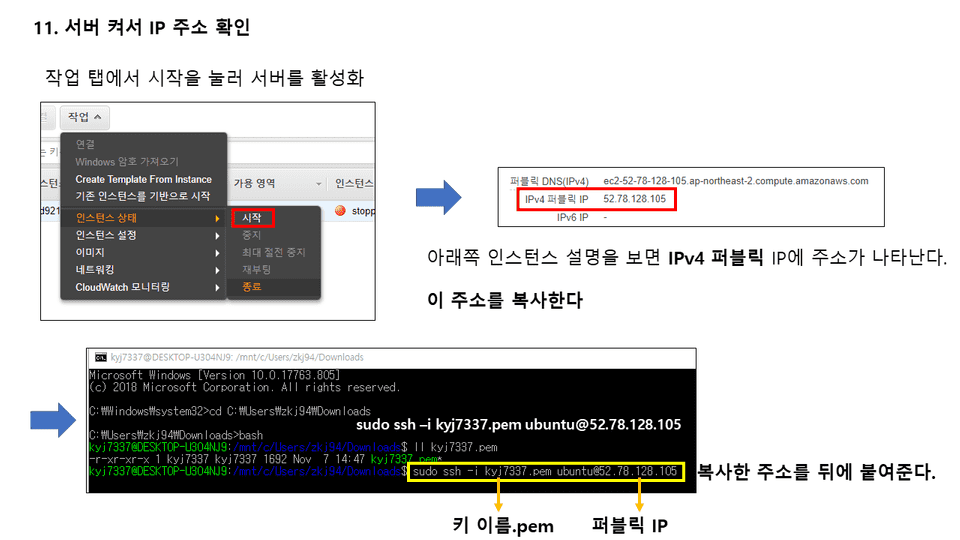 11. 서버 켜서 IP 주소 확인
작업 탭에서 시작을 눌러 서버를 활성화
작업
연결
Windows 암호 가져오기
Create Template From Instance
기존 인스턴스를 기반으로 시작
인스턴스 상태
인스턴스 설정
이미지
네트워킹
CloudWatch 모니터링
가용 영역
인스턴스
시작
중지
최대 절전 중지
재부팅
종료
stopp
퍼블릭 DNS(IPv4) ec2-52-78-128-105.ap-northeast-2.compute.amazonaws.com
IPv4 퍼블릭 IP 52.78.128.105
IPv6 IP -
아래쪽 인스턴스 설명을 보면 IPv4 퍼블릭 IP에 주소가 나타난다.
이 주소를 복사한다
kyj7337@DESKTOP-U304NJ9: /mnt/c/Users/zkj94/Downloads
Microsoft Windows [Version 10.0.17763.805]
(c) 2018 Microsoft Corporation. All rights reserved.
C:₩Windows₩system32>cd C:₩Users₩zkj94₩Downloads
sudo ssh –i kyj7337.pem ubuntu@52.78.128.105
C:₩Users₩zkj94₩Downloads>bash
kyj7337@DESKTOP-U304NJ9:/mnt/c/Users/zkj94/Downloads$ ll kyj7337.pem
-r-xr-xr-x 1 kyj7337 kyj7337 1692 Nov 7 14:47 kyj7337.pem*
kyj7337@DESKTOP-U304NJ9:/mnt/c/Users/zkj94/Downloads$ sudo ssh -i kyj7337.pem ubuntu@52.78.128.105
복사한 주소를 뒤에 붙여준다.
키 이름.pem 퍼블릭 IP